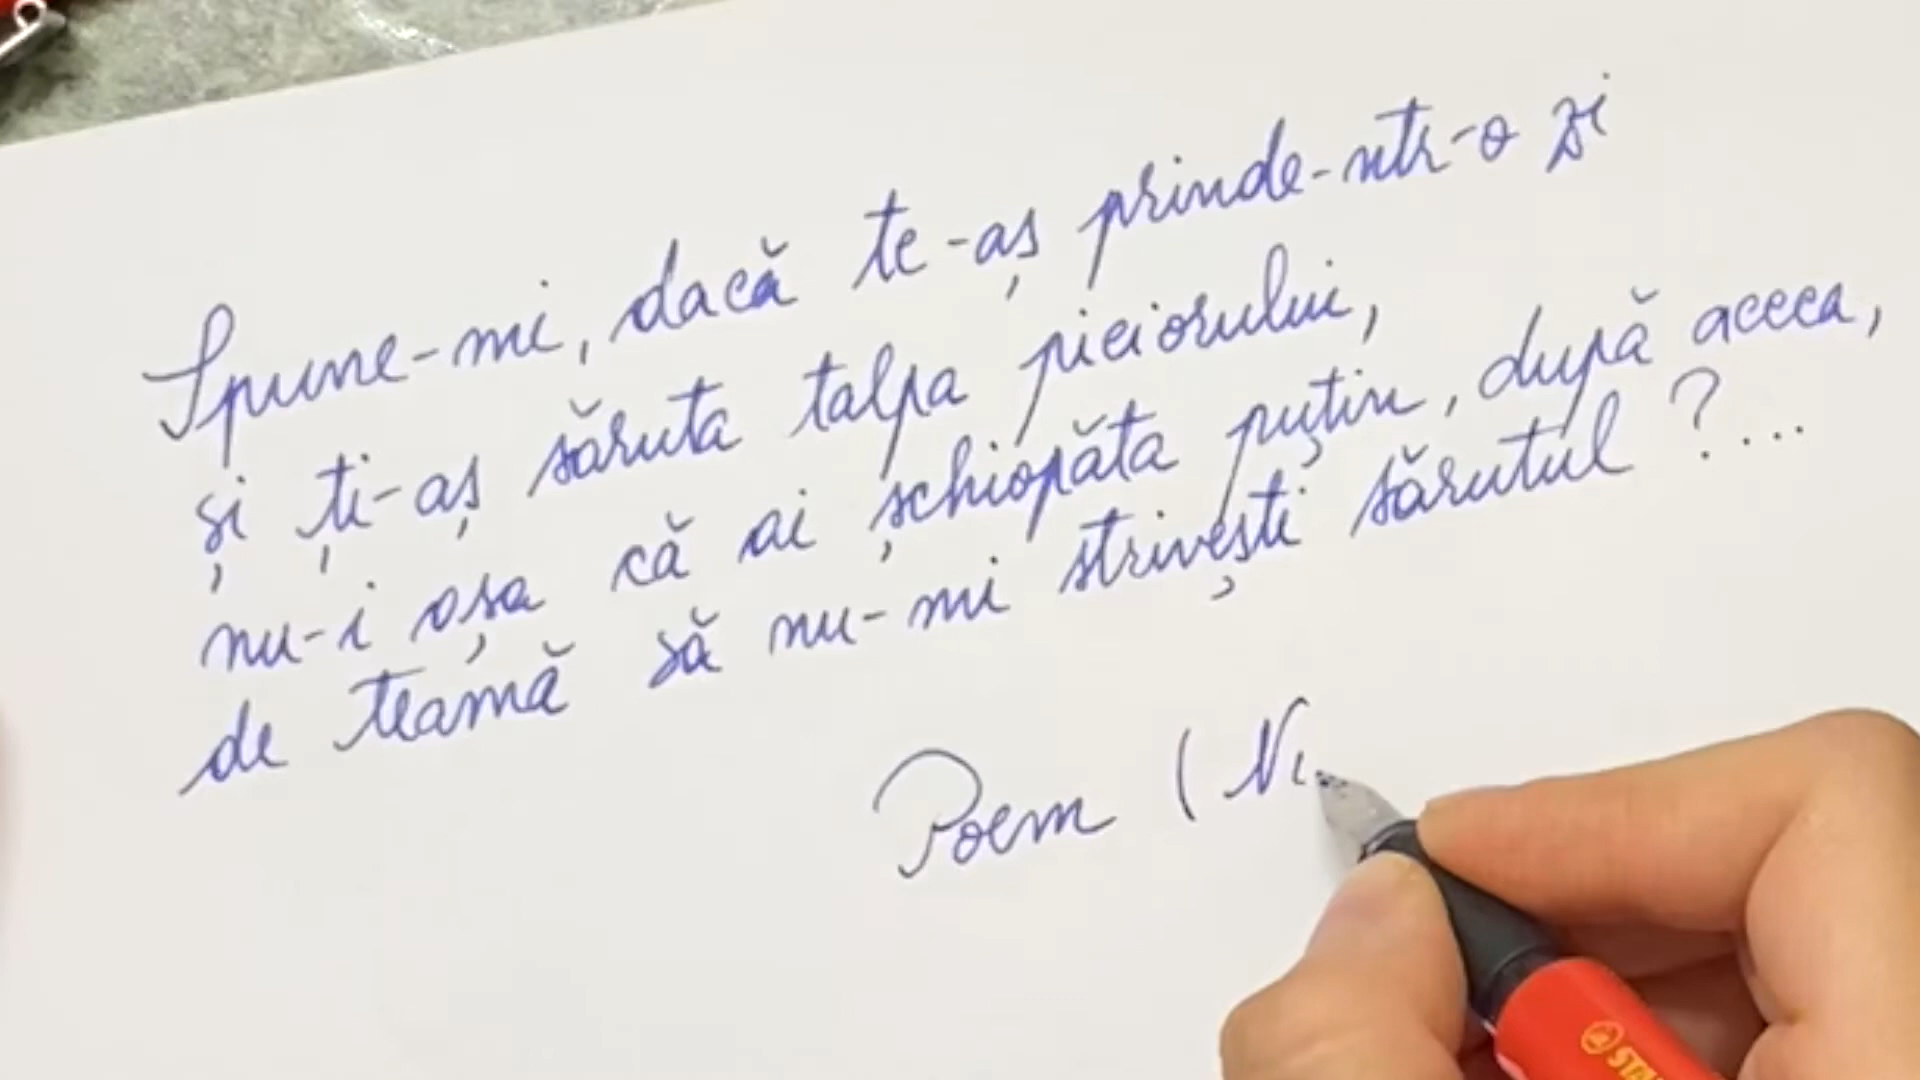 Spune-mi, dacă te-aș prinde-ntr-o zi
și ți-aș săruta talpa piciorului,
nu-i așa că ai șchiopăta puțin, după aceea,
de teamă să nu-mi strivești sărutul?...
Poem (Ni
STA